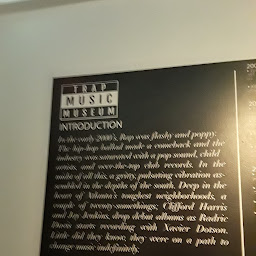 TRAP
MUSIC
MUSEUM
INTRODUCTION
In the early 2000's, Rap was flashy and poppy.
The hip-hop ballad made a comeback and the
industry was saturated with a pop sound, child
artists, and over-the-top club records. In the
midst of all this, a gritty, pulsating vibration as-
sembled in the depths of the south. Deep in the
heart of Atlanta's toughest neighborhoods, a
couple of twenty-somethings; Clifford Harris
and Jay Jenkins, drop debut albums as Radric
Davis starts recording with Xavier Dotson.
Little did they know, they were on a path to
change music indefinitely.